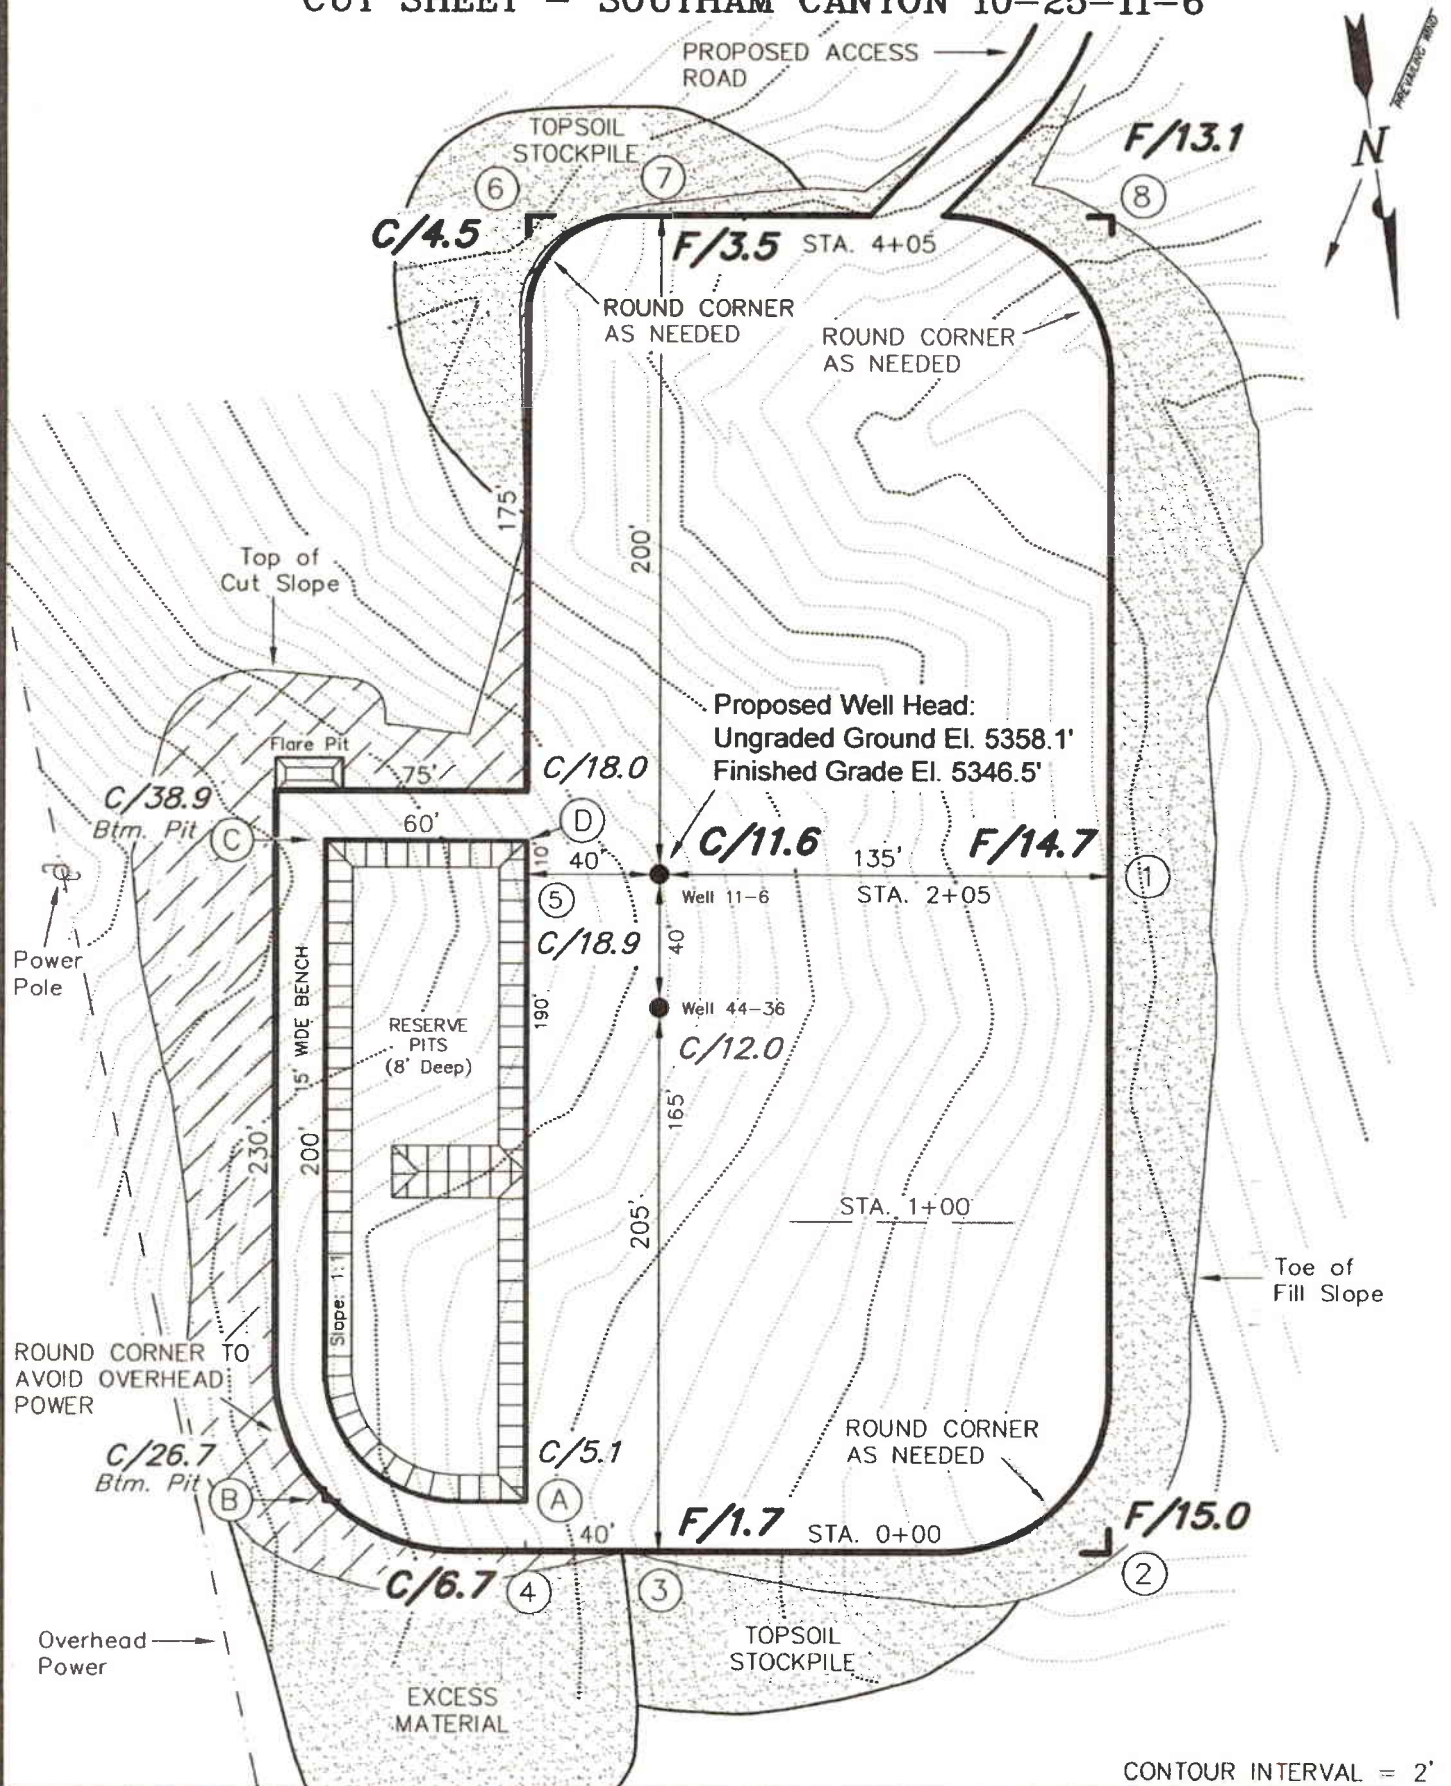 CUT SHEET - SOUTHAM CANYON 10-25-11-6
PROPOSED ACCESS
ROAD
PREVAILING WIND
N
TOPSOIL
STOCKPILE
6
7
F/13.1
8
C/4.5
F/3.5
STA. 4+05
ROUND CORNER
AS NEEDED
ROUND CORNER
AS NEEDED
175'
200'
Top of
Cut Slope
Proposed Well Head:
Ungraded Ground El. 5358.1'
Finished Grade El. 5346.5'
Flare Pit
75'
C/18.0
C/38.9
Btm. Pit
C
60'
D
10'
40'
C/11.6
135'
F/14.7
1
5
Well 11-6
STA. 2+05
C/18.9
40'
Power
Pole
15' WIDE BENCH
190'
Well 44-36
RESERVE
PITS
(8' Deep)
C/12.0
165'
230'
200'
205'
STA. 1+00
Slope: 1:1
Toe of
Fill Slope
ROUND CORNER TO
AVOID OVERHEAD
POWER
ROUND CORNER
AS NEEDED
C/26.7
Btm. Pit
B
C/5.1
A
40'
F/1.7
STA. 0+00
F/15.0
C/6.7
4
3
2
Overhead
Power
TOPSOIL
STOCKPILE
EXCESS
MATERIAL
CONTOUR INTERVAL = 2'